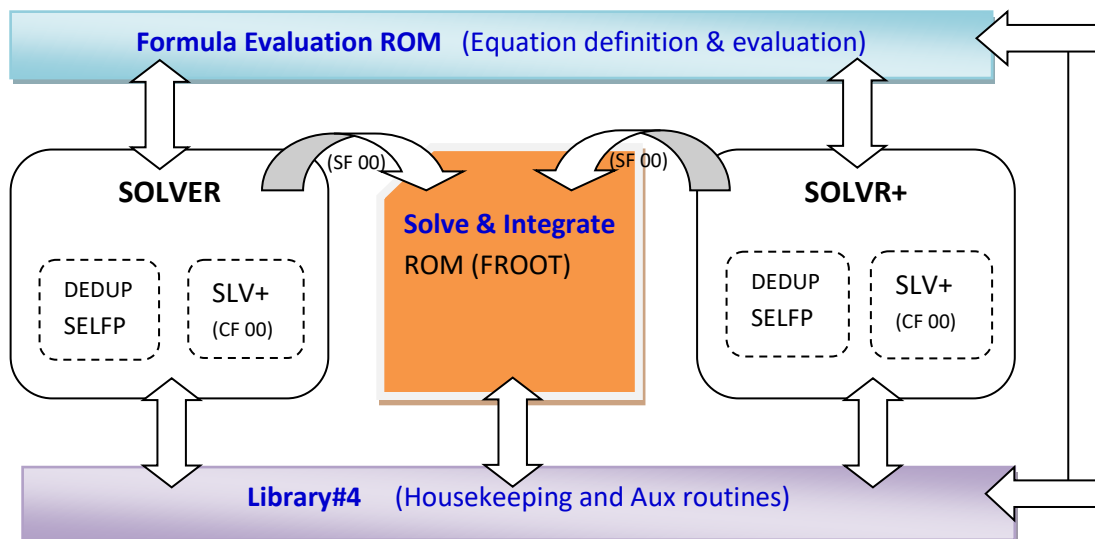 Formula Evaluation ROM (Equation definition & evaluation)
(SF 00)
(SF 00)
SOLVER
SOLVR+
Solve & Integrate
ROM (FROOT)
DEDUP
SELFP
SLV+
(CF 00)
DEDUP
SELFP
SLV+
(CF 00)
Library#4 (Housekeeping and Aux routines)